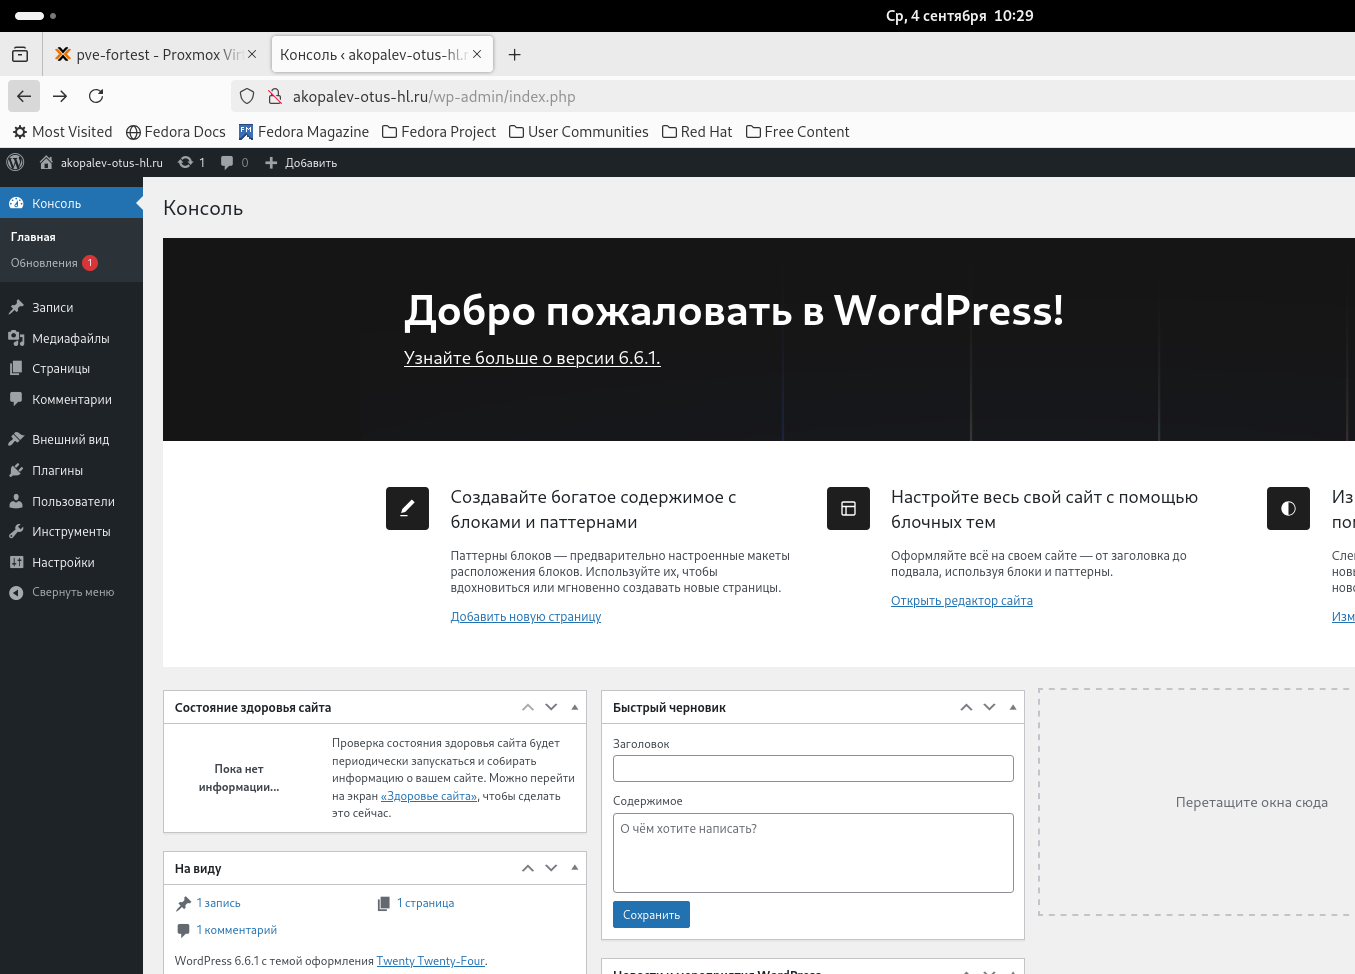 Ср, 4 сентября 10:29
pve-fortest - Proxmox Vir
Консоль ‹ akopalev-otus-hl.r
akopalev-otus-hl.ru/wp-admin/index.php
Most Visited Fedora Docs Fedora Magazine Fedora Project User Communities Red Hat Free Content
akopalev-otus-hl.ru 1 0 Добавить
Консоль
Главная
Обновления 1
Записи
Медиафайлы
Страницы
Комментарии
Внешний вид
Плагины
Пользователи
Инструменты
Настройки
Свернуть меню
Консоль
Добро пожаловать в WordPress!
Узнайте больше о версии 6.6.1.
Создавайте богатое содержимое с
блоками и паттернами
Паттерны блоков — предварительно настроенные макеты
расположения блоков. Используйте их, чтобы
вдохновиться или мгновенно создавать новые страницы.
Добавить новую страницу
Настройте весь свой сайт с помощью
блочных тем
Оформляйте всё на своем сайте — от заголовка до
подвала, используя блоки и паттерны.
Открыть редактор сайта
Состояние здоровья сайта
Пока нет
информации...
Проверка состояния здоровья сайта будет
периодически запускаться и собирать
информацию о вашем сайте. Можно перейти
на экран «Здоровье сайта», чтобы сделать
это сейчас.
На виду
1 запись
1 страница
1 комментарий
WordPress 6.6.1 с темой оформления Twenty Twenty-Four.
Быстрый черновик
Заголовок
Содержимое
О чём хотите написать?
Сохранить
Новости и мероприятия WordPress
Перетащите окна сюда